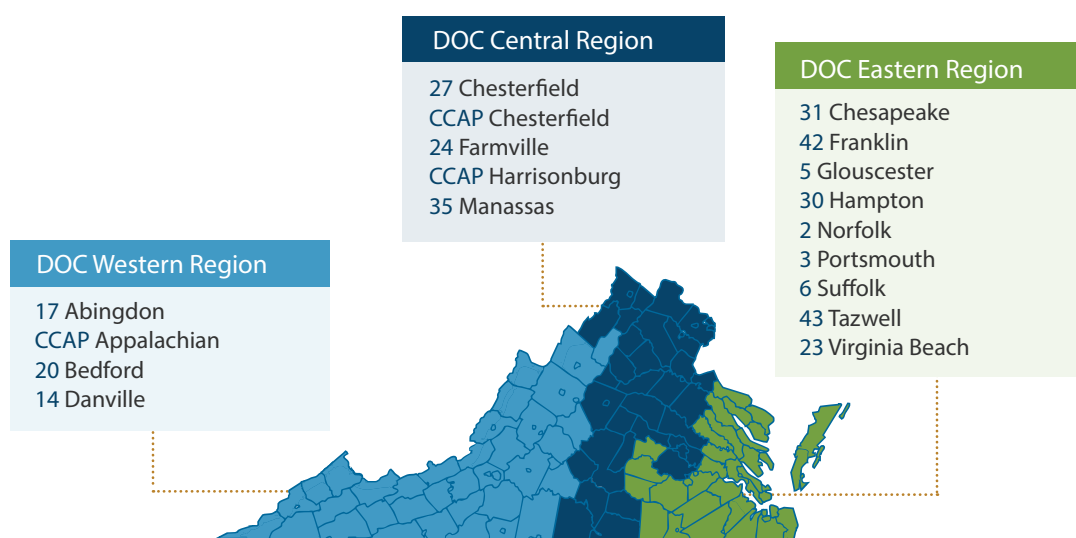 DOC Central Region
27 Chesterfield
CCAP Chesterfield
24 Farmville
CCAP Harrisonburg
35 Manassas
DOC Eastern Region
31 Chesapeake
42 Franklin
5 Glouscester
30 Hampton
2 Norfolk
3 Portsmouth
6 Suffolk
43 Tazwell
23 Virginia Beach
DOC Western Region
17 Abingdon
CCAP Appalachian
20 Bedford
14 Danville